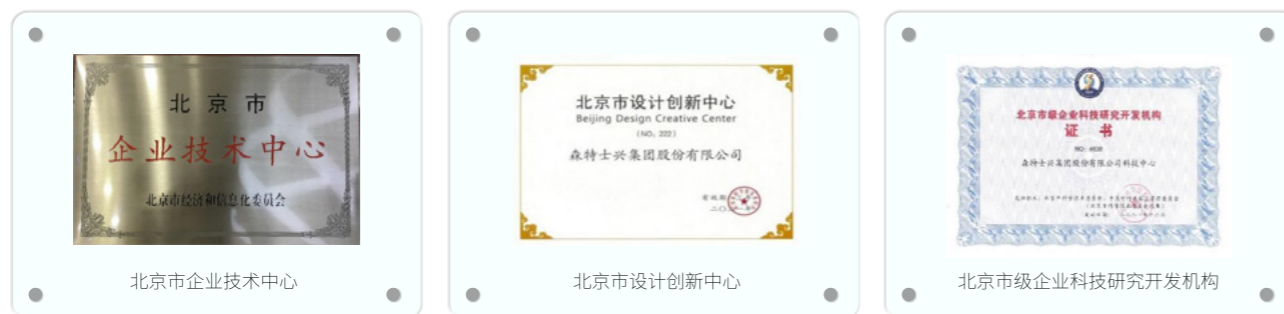 北京市
企业技术中心
北京市经济和信息化委员会
北京市企业技术中心
北京市设计创新中心
Beijing Design Creative Center
(NO, 222)
森特士兴集团股份有限公司
有效期
北京市设计创新中心
北京市级企业科技研究开发机构
证书
森特士兴集团股份有限公司科技中心
北京市级企业科技研究开发机构